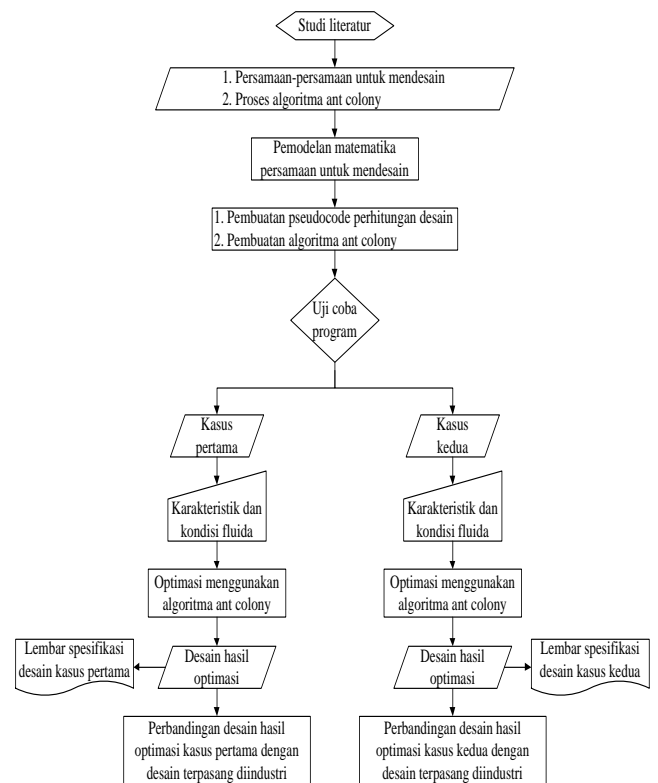 Studi literatur
1. Persamaan-persamaan untuk mendesain
2. Proses algoritma ant colony
Pemodelan matematika
persamaan untuk mendesain
1. Pembuatan pseudocode perhitungan desain
2. Pembuatan algoritma ant colony
Uji coba
program
Kasus
pertama
Karakteristik dan
kondisi fluida
Optimasi menggunakan
algoritma ant colony
Desain hasil
optimasi
Lembar spesifikasi
desain kasus pertama
Perbandingan desain hasil
optimasi kasus pertama dengan
desain terpasang diindustri
Kasus
kedua
Karakteristik dan
kondisi fluida
Optimasi menggunakan
algoritma ant colony
Desain hasil
optimasi
Lembar spesifikasi
desain kasus kedua
Perbandingan desain hasil
optimasi kasus kedua dengan
desain terpasang diindustri